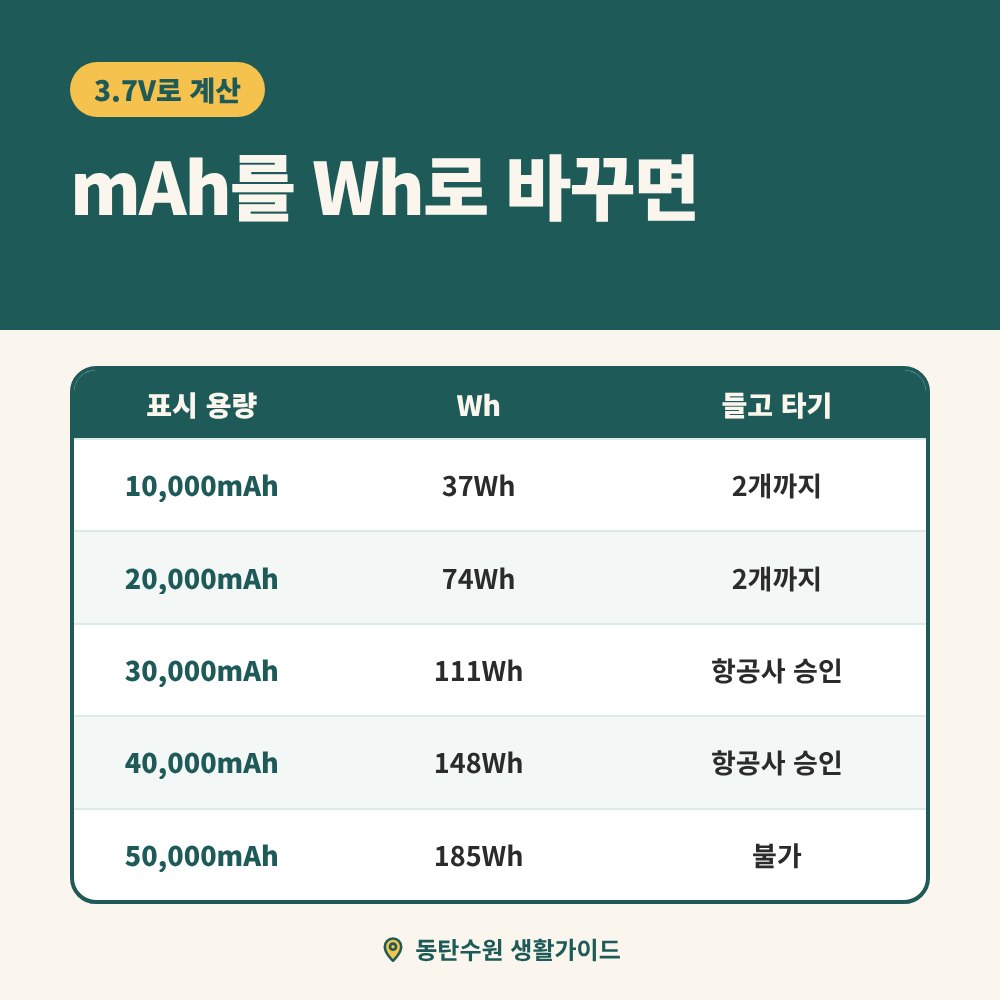 3.7V로 계산
mAh를 Wh로 바꾸면
표시 용량 Wh 들고 타기
10,000mAh 37Wh 2개까지
20,000mAh 74Wh 2개까지
30,000mAh 111Wh 항공사 승인
40,000mAh 148Wh 항공사 승인
50,000mAh 185Wh 불가
동탄수원 생활가이드